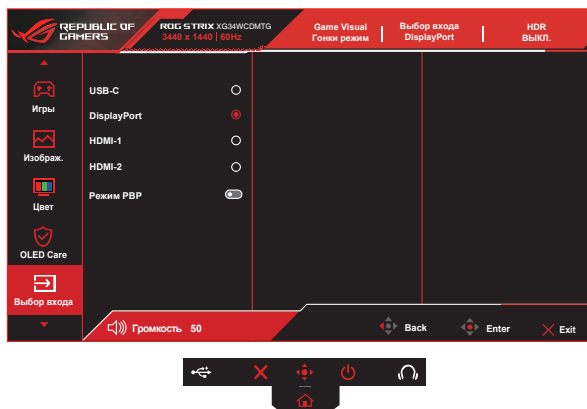 REPUBLIC OF
GAMERS
ROG STRIX XG34WCDMTG
3440 x 1440 | 60Hz
Game Visual
Гонки режим
Выбор входа
DisplayPort
HDR
ВЫКЛ.
Игры
Изображ.
Цвет
OLED Care
Выбор входа
USB-C
DisplayPort
HDMI-1
HDMI-2
Режим PBP
Громкость 50
Back
Enter
Exit